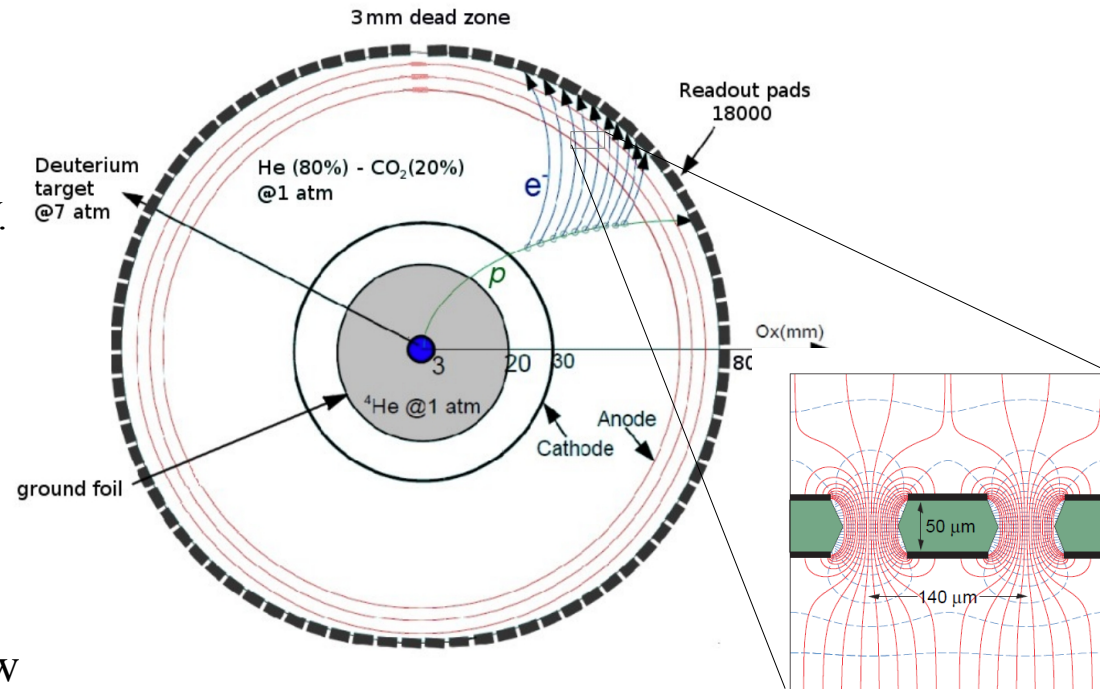 3 mm dead zone
Readout pads
18000
Deuterium
target
@7 atm
He (80%) - CO₂(20%)
@1 atm
e⁻
p
Ox(mm)
3
20
30
80
⁴He @1 atm
Anode
Cathode
ground foil
50 μm
140 μm
w